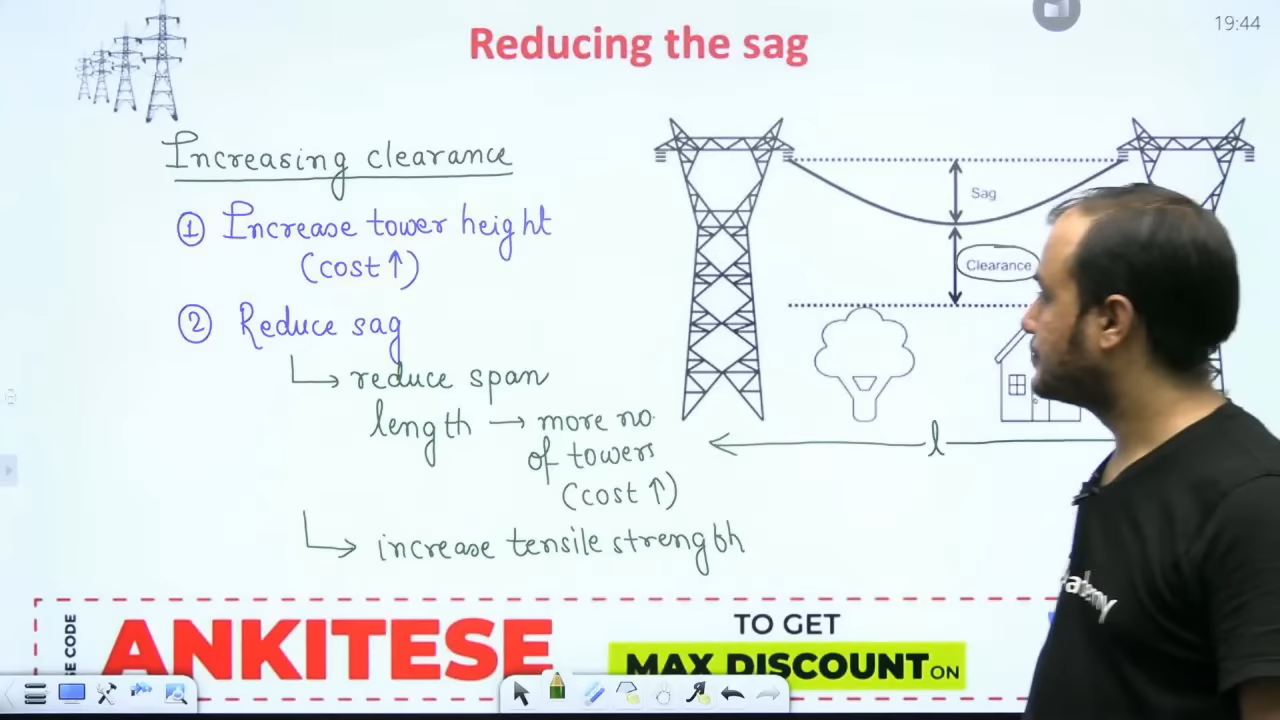 Reducing the sag
19:44
Increasing clearance
① Increase tower height
(cost ↑)
② Reduce sag
↳ reduce span
length → more no.
of towers
(cost ↑)
↳ increase tensile strength
Sag
Clearance
l
CODE
ANKITESE
TO GET
MAX DISCOUNT ON